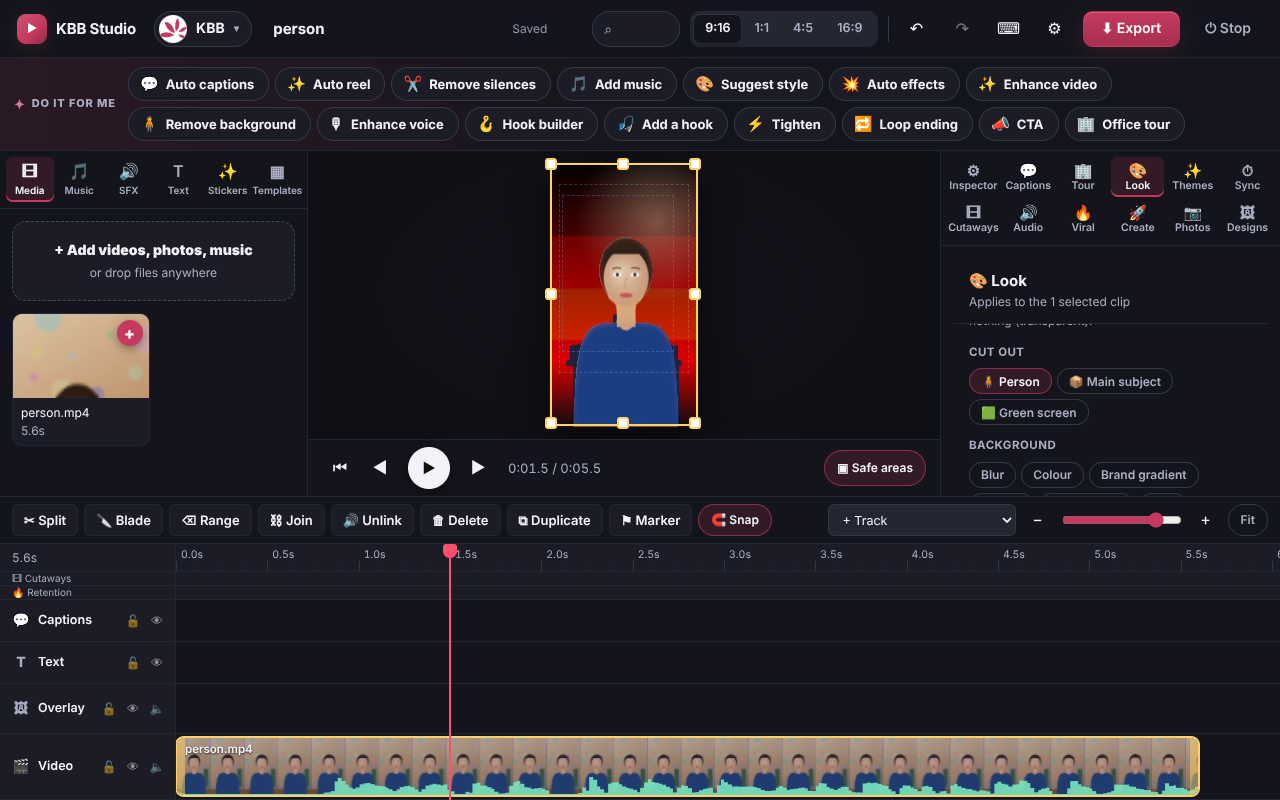 KBB Studio
KBB
person
Saved
9:16
1:1
4:5
16:9
Export
Stop
DO IT FOR ME
Auto captions
Auto reel
Remove silences
Add music
Suggest style
Auto effects
Enhance video
Remove background
Enhance voice
Hook builder
Add a hook
Tighten
Loop ending
CTA
Office tour
Media
Music
SFX
Text
Stickers
Templates
+ Add videos, photos, music
or drop files anywhere
person.mp4
5.6s
0:01.5 / 0:05.5
Safe areas
Inspector
Captions
Tour
Look
Themes
Sync
Cutaways
Audio
Viral
Create
Photos
Designs
Look
Applies to the 1 selected clip
CUT OUT
Person
Main subject
Green screen
BACKGROUND
Blur
Colour
Brand gradient
Split
Blade
Range
Join
Unlink
Delete
Duplicate
Marker
Snap
+ Track
Fit
5.6s
0.0s
0.5s
1.0s
1.5s
2.0s
2.5s
3.0s
3.5s
4.0s
4.5s
5.0s
5.5s
Cutaways
Retention
Captions
Text
Overlay
Video
person.mp4